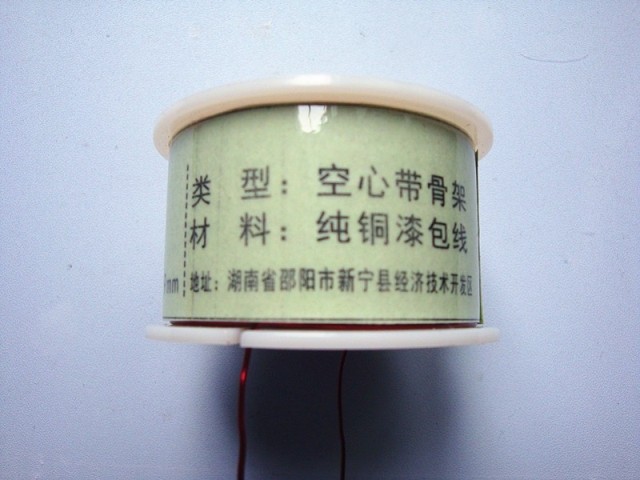 类 型：空心带骨架
材 料：纯铜漆包线
mm 地址：湖南省邵阳市新宁县经济技术开发区